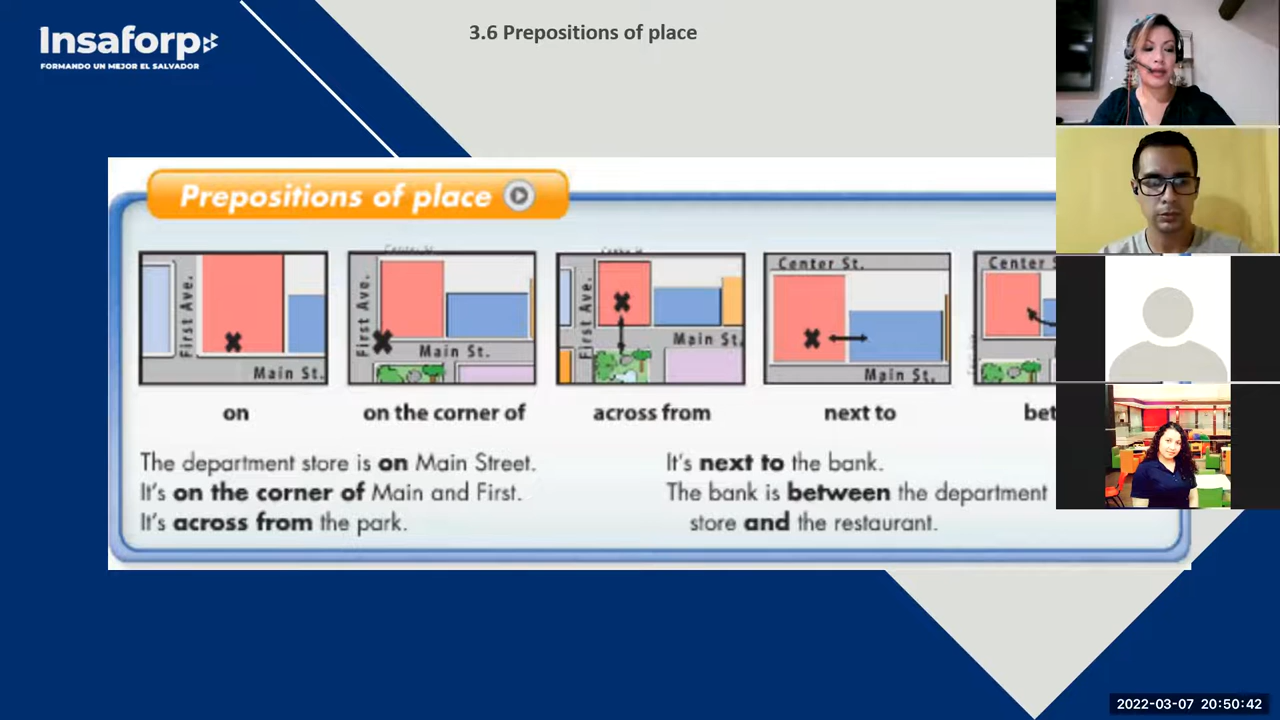 Insaforp
FORMANDO UN MEJOR EL SALVADOR
3.6 Prepositions of place
Prepositions of place
First Ave.
Main St.
on
Center St.
First Ave.
Main St.
on the corner of
First Ave.
Main St.
across from
Center St.
Main St.
next to
Center
bet
The department store is on Main Street.
It's on the corner of Main and First.
It's across from the park.
It's next to the bank.
The bank is between the department
store and the restaurant.
2022-03-07 20:50:42